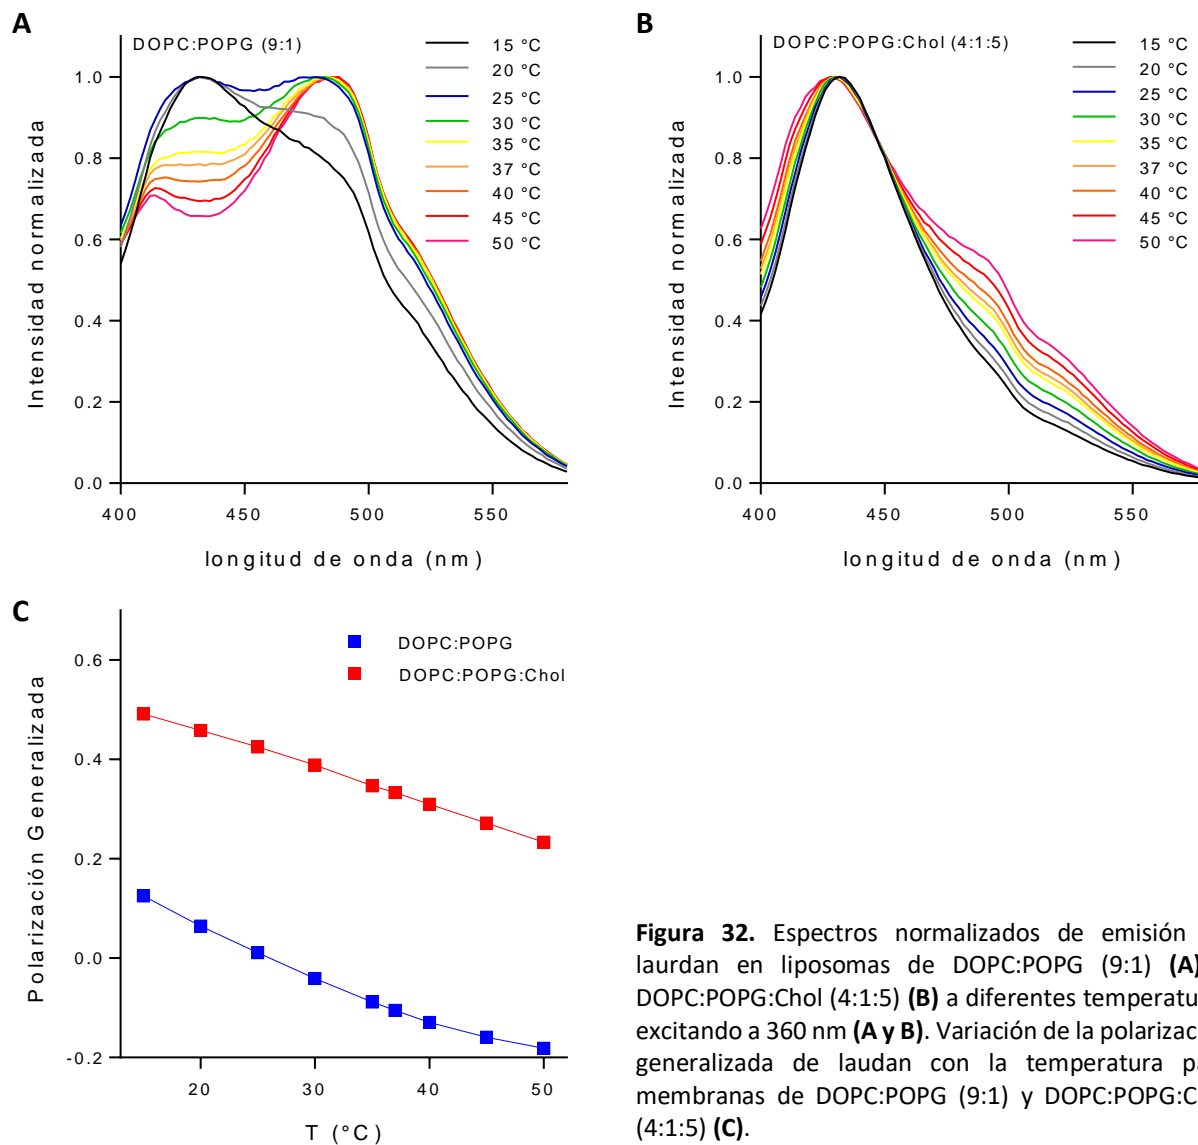 A
DOPC:POPG (9:1)
15 °C
20 °C
25 °C
30 °C
35 °C
37 °C
40 °C
45 °C
50 °C
1.0
0.8
0.6
0.4
0.2
0.0
Intensidad normalizada
400 450 500 550
longitud de onda (nm)
B
DOPC:POPG:Chol (4:1:5)
15 °C
20 °C
25 °C
30 °C
35 °C
37 °C
40 °C
45 °C
50 °C
1.0
0.8
0.6
0.4
0.2
0.0
Intensidad normalizada
400 450 500 550
longitud de onda (nm)
C
DOPC:POPG
DOPC:POPG:Chol
0.6
0.4
0.2
0.0
-0.2
Polarización Generalizada
20 30 40 50
T (°C)
Figura 32. Espectros normalizados de emisión
laurdan en liposomas de DOPC:POPG (9:1) (A)
DOPC:POPG:Chol (4:1:5) (B) a diferentes temperatu
excitando a 360 nm (A y B). Variación de la polarizac
generalizada de laudan con la temperatura pa
membranas de DOPC:POPG (9:1) y DOPC:POPG:C
(4:1:5) (C).